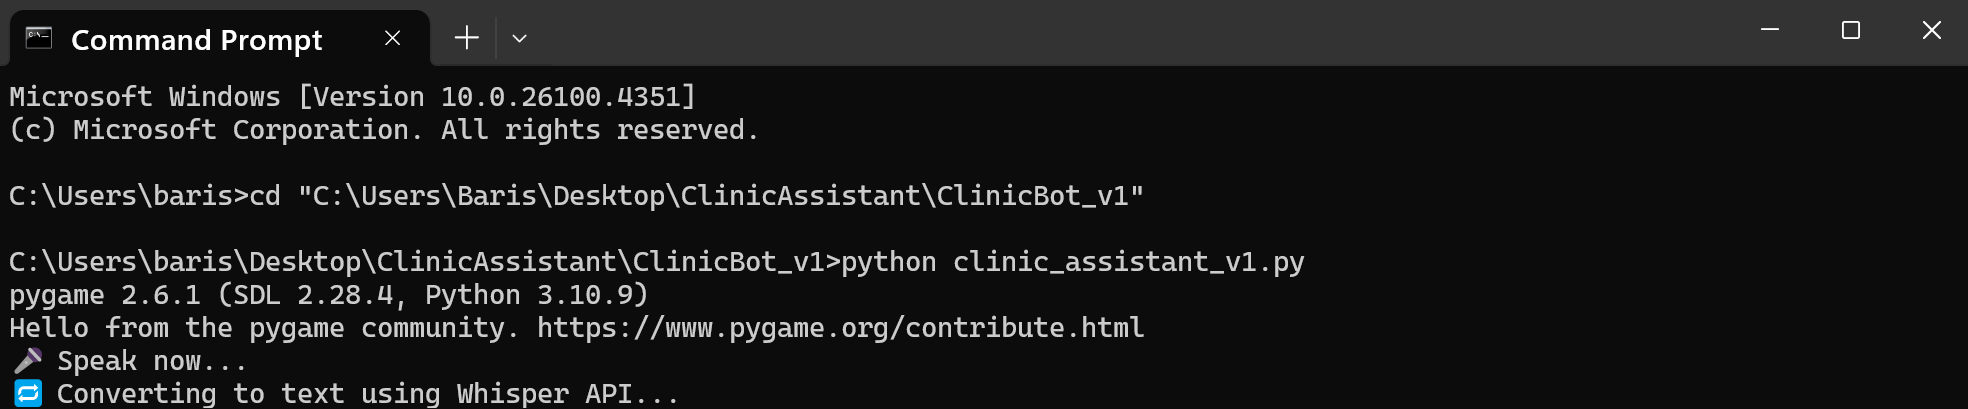 Command Prompt
Microsoft Windows [Version 10.0.26100.4351]
(c) Microsoft Corporation. All rights reserved.
C:\Users\baris>cd "C:\Users\Baris\Desktop\ClinicAssistant\ClinicBot_v1"
C:\Users\baris\Desktop\ClinicAssistant\ClinicBot_v1>python clinic_assistant_v1.py
pygame 2.6.1 (SDL 2.28.4, Python 3.10.9)
Hello from the pygame community. https://www.pygame.org/contribute.html
🎤 Speak now...
🔁 Converting to text using Whisper API...